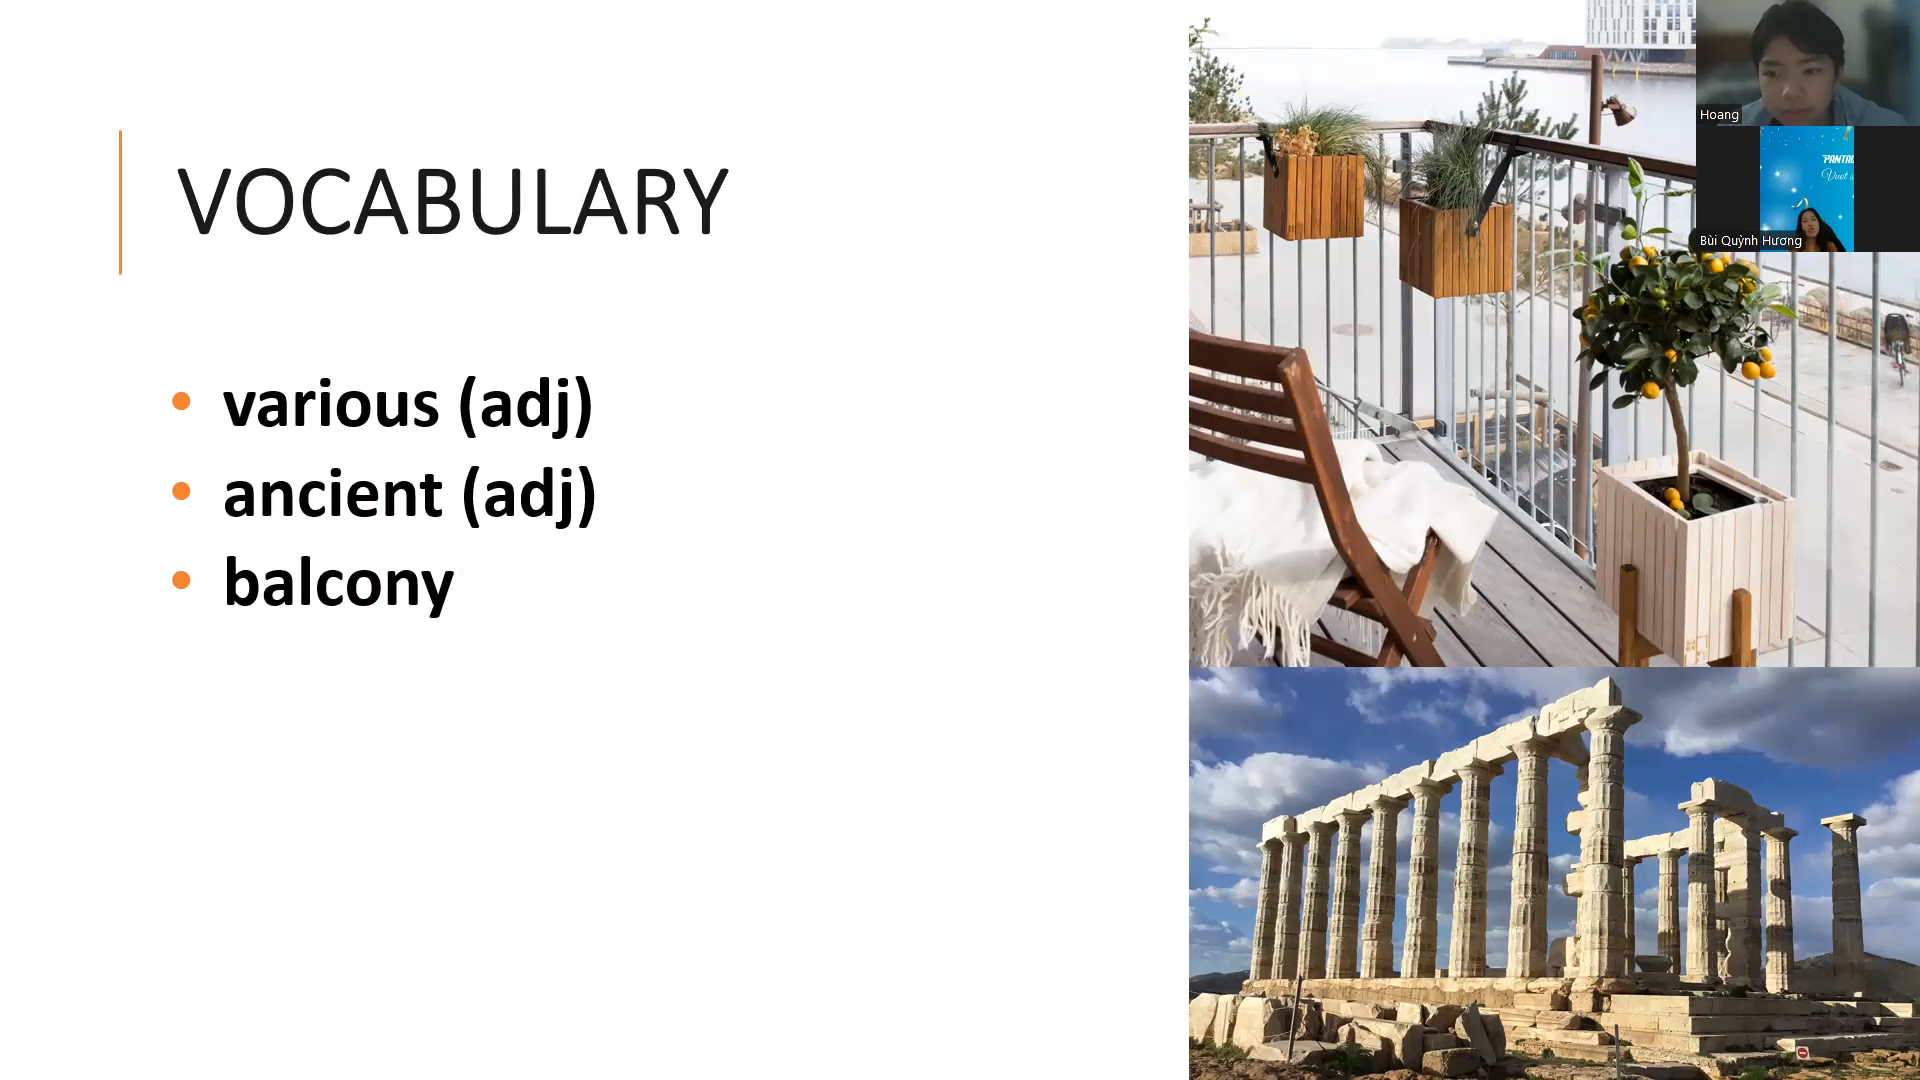 VOCABULARY
various (adj)
ancient (adj)
balcony
Hoang
Bùi Quỳnh Hương